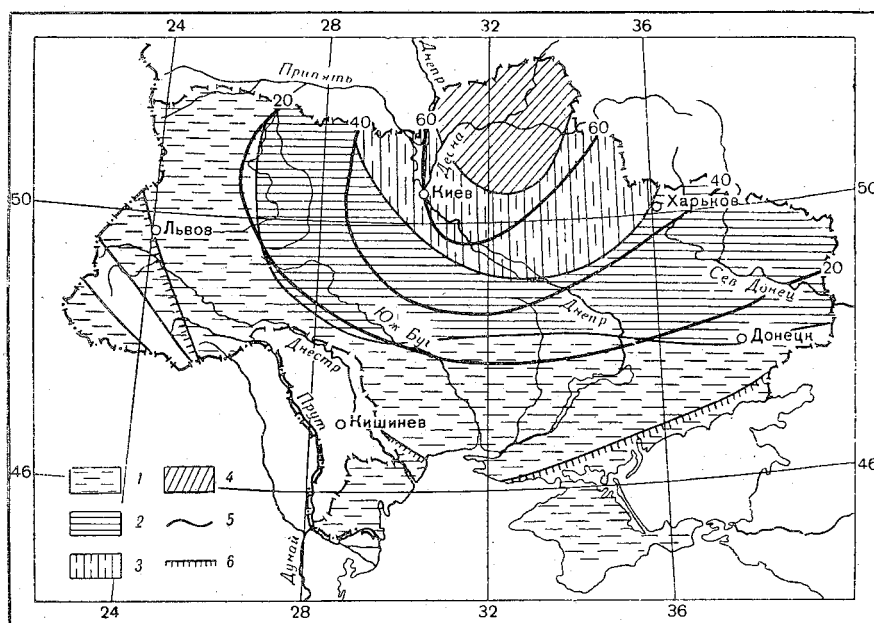 24 28 32 36
Припять
Днепр
20 40 60 60 40 20
Десна
50 50
Киев
Харьков
Львов
Сев Донец
Юж Буг
Днепр
Донецк
Днестр
Прут
Кишинев
46 46
1 4
2 5
3 6
Дунай
24 28 32 36